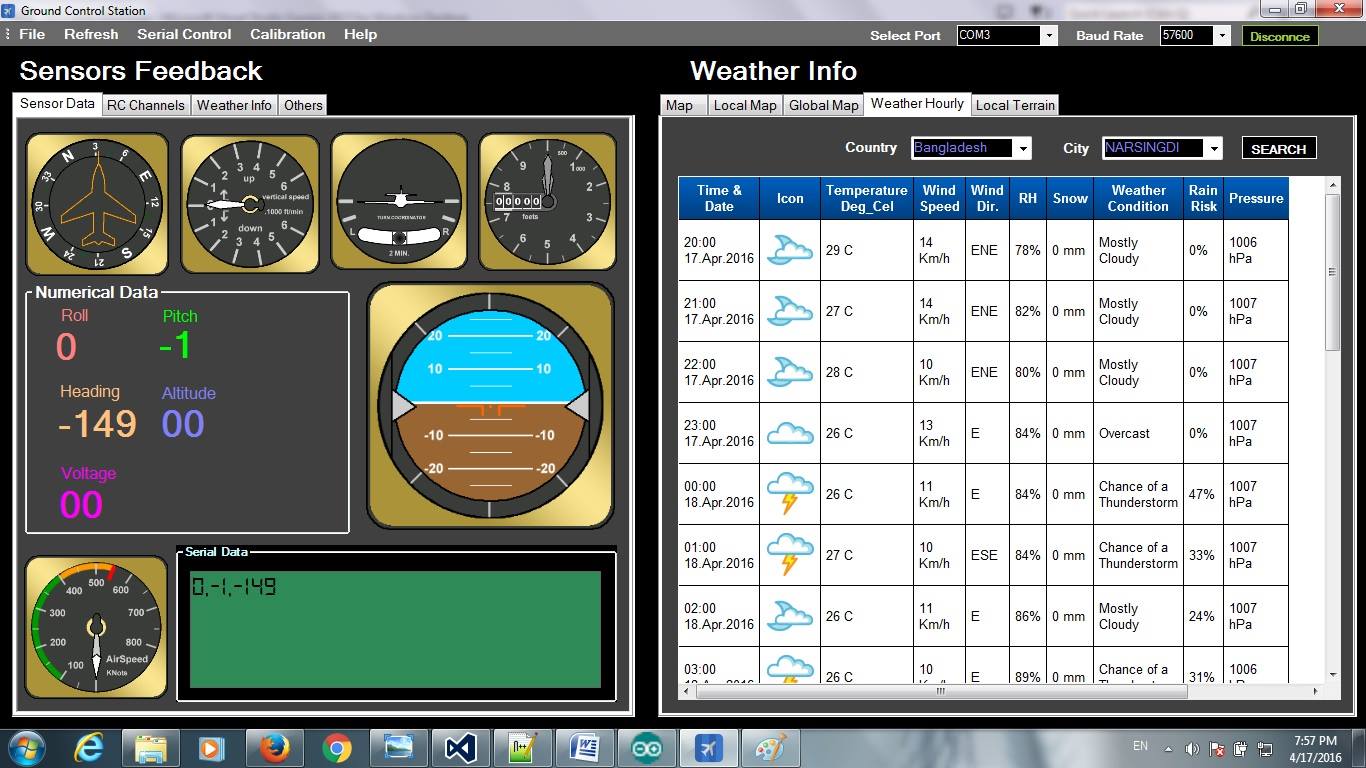 Ground Control Station
File Refresh Serial Control Calibration Help Select Port COM3 Baud Rate 57600 Disconnce
Sensors Feedback
Sensor Data RC Channels Weather Info Others
N 3 6 E 12 15 S 21 24 W 30 33
1 2 3 4 5 6
up
vertical speed
.1000 ft/min
down
1 2 3 4 5 6
TURN COORDINATOR
L R
2 MIN.
500
1000
9 8 7 6 5 4 3 2
00000
feets
Numerical Data
Roll Pitch
0 -1
Heading Altitude
-149 00
Voltage
00
20 20
10 10
-10 -10
-20 -20
100 200 300 400 500 600 700 800
AirSpeed
KNots
Serial Data
0,-1,-149
Weather Info
Map Local Map Global Map Weather Hourly Local Terrain
Country Bangladesh City NARSINGDI SEARCH
Time & Date Icon Temperature Deg_Cel Wind Speed Wind Dir. RH Snow Weather Condition Rain Risk Pressure
20:00 17.Apr.2016 29 C 14 Km/h ENE 78% 0 mm Mostly Cloudy 0% 1006 hPa
21:00 17.Apr.2016 27 C 14 Km/h ENE 82% 0 mm Mostly Cloudy 0% 1007 hPa
22:00 17.Apr.2016 28 C 10 Km/h ENE 80% 0 mm Mostly Cloudy 0% 1007 hPa
23:00 17.Apr.2016 26 C 13 Km/h E 84% 0 mm Overcast 0% 1007 hPa
00:00 18.Apr.2016 26 C 11 Km/h E 84% 0 mm Chance of a Thunderstorm 47% 1007 hPa
01:00 18.Apr.2016 27 C 10 Km/h ESE 84% 0 mm Chance of a Thunderstorm 33% 1007 hPa
02:00 18.Apr.2016 26 C 11 Km/h E 86% 0 mm Mostly Cloudy 24% 1007 hPa
03:00 26 C 10 E 89% 0 mm Chance of a 31% 1006
EN 7:57 PM
4/17/2016